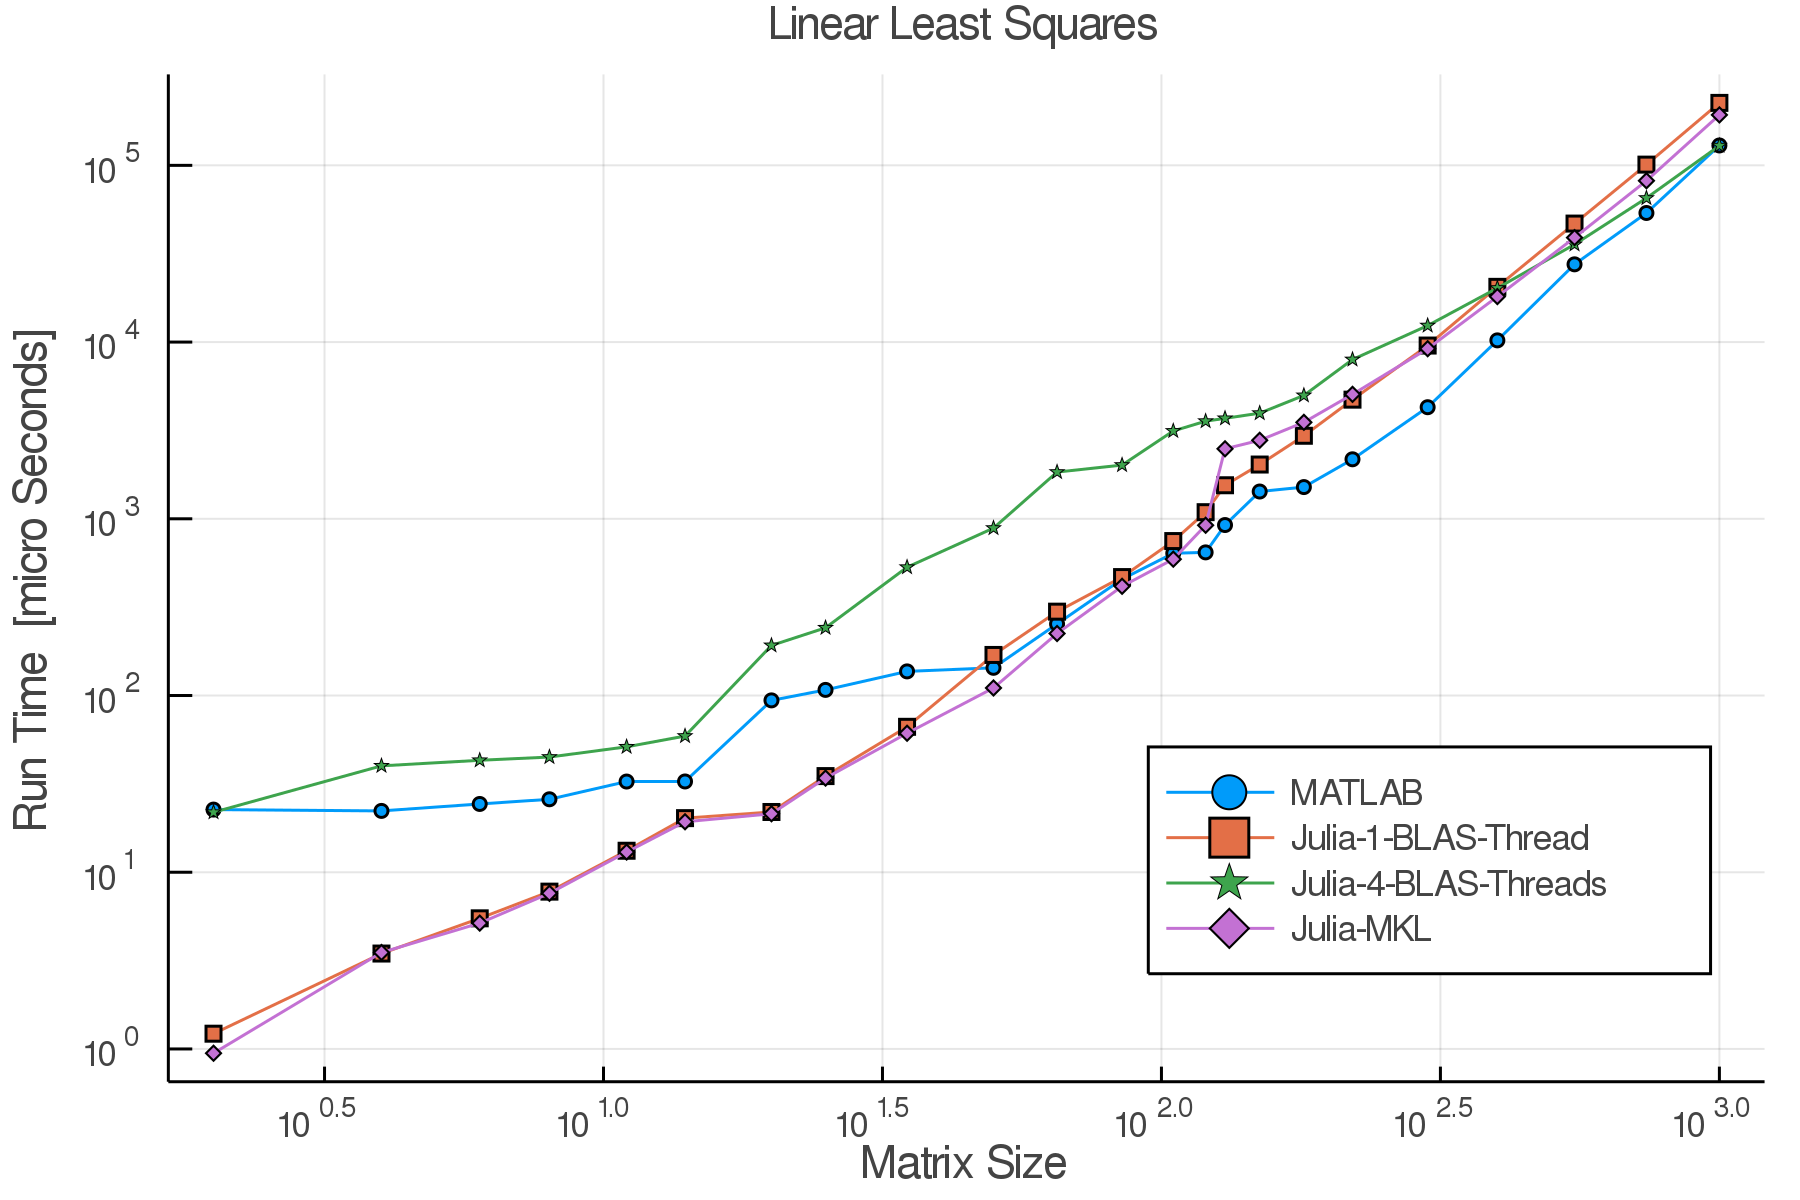 Linear Least Squares
Run Time [micro Seconds]
10^5
10^4
10^3
10^2
10^1
10^0
MATLAB
Julia-1-BLAS-Thread
Julia-4-BLAS-Threads
Julia-MKL
10^0.5 10^1.0 10^1.5 10^2.0 10^2.5 10^3.0
Matrix Size